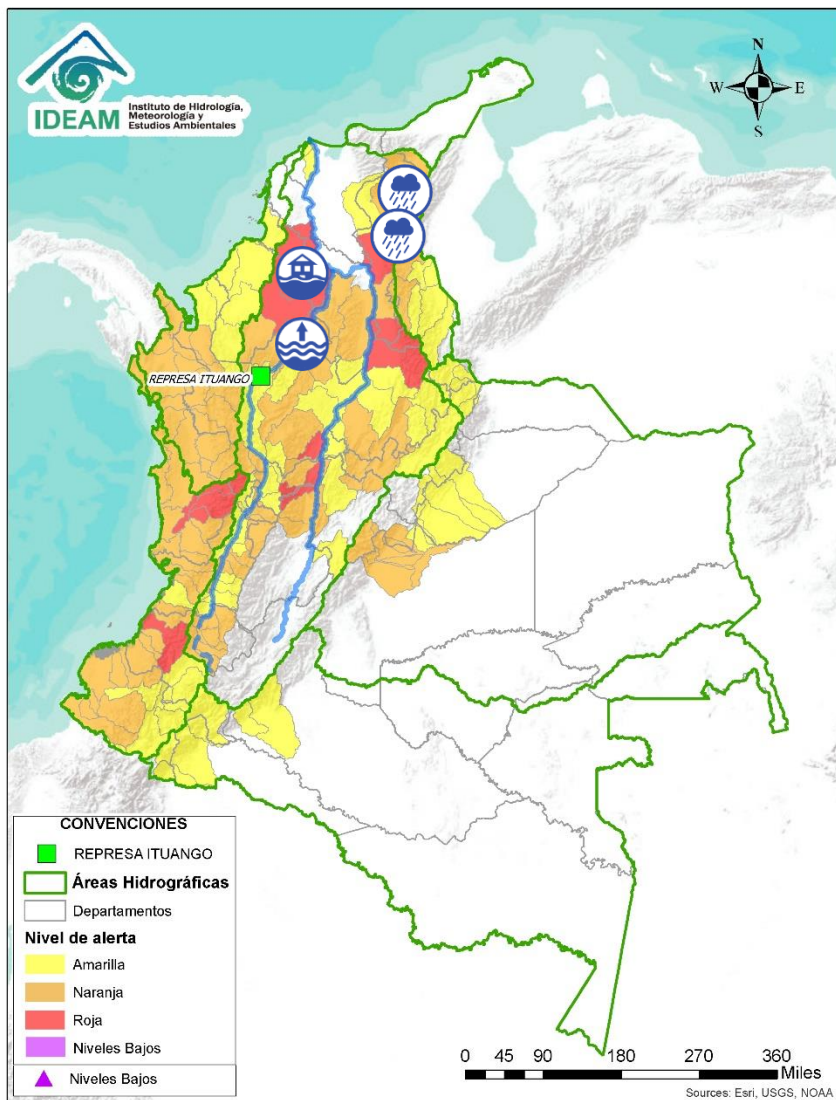 IDEAM
Instituto de Hidrología,
Meteorología y
Estudios Ambientales
N
W
E
S
REPRESA ITUANGO
CONVENCIONES
REPRESA ITUANGO
Áreas Hidrográficas
Departamentos
Nivel de alerta
Amarilla
Naranja
Roja
Niveles Bajos
Niveles Bajos
0 45 90 180 270 360
Miles
Sources: Esri, USGS, NOAA